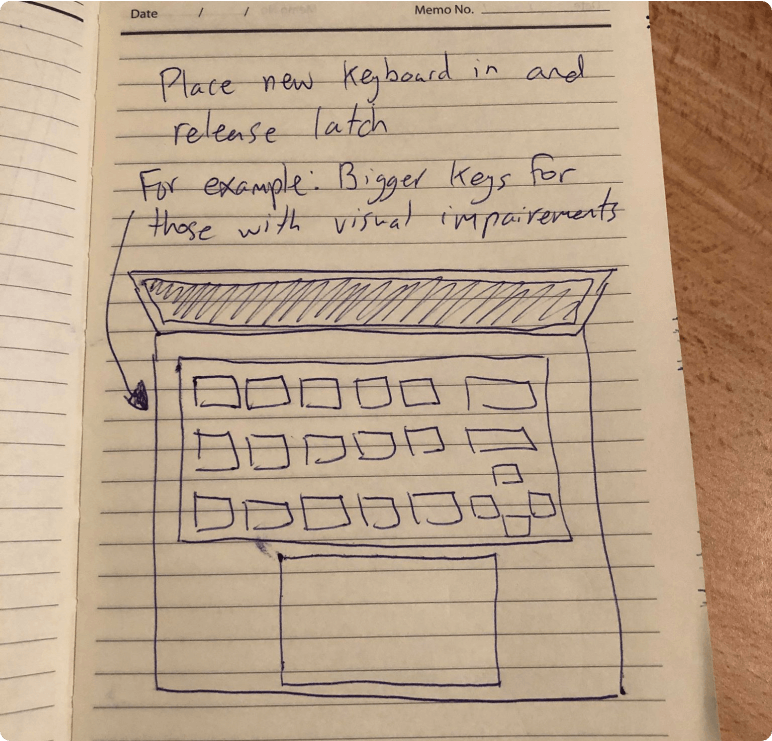 Date / /
Memo No.
Place new keyboard in and
release latch
For example: Bigger keys for
those with visual impairements